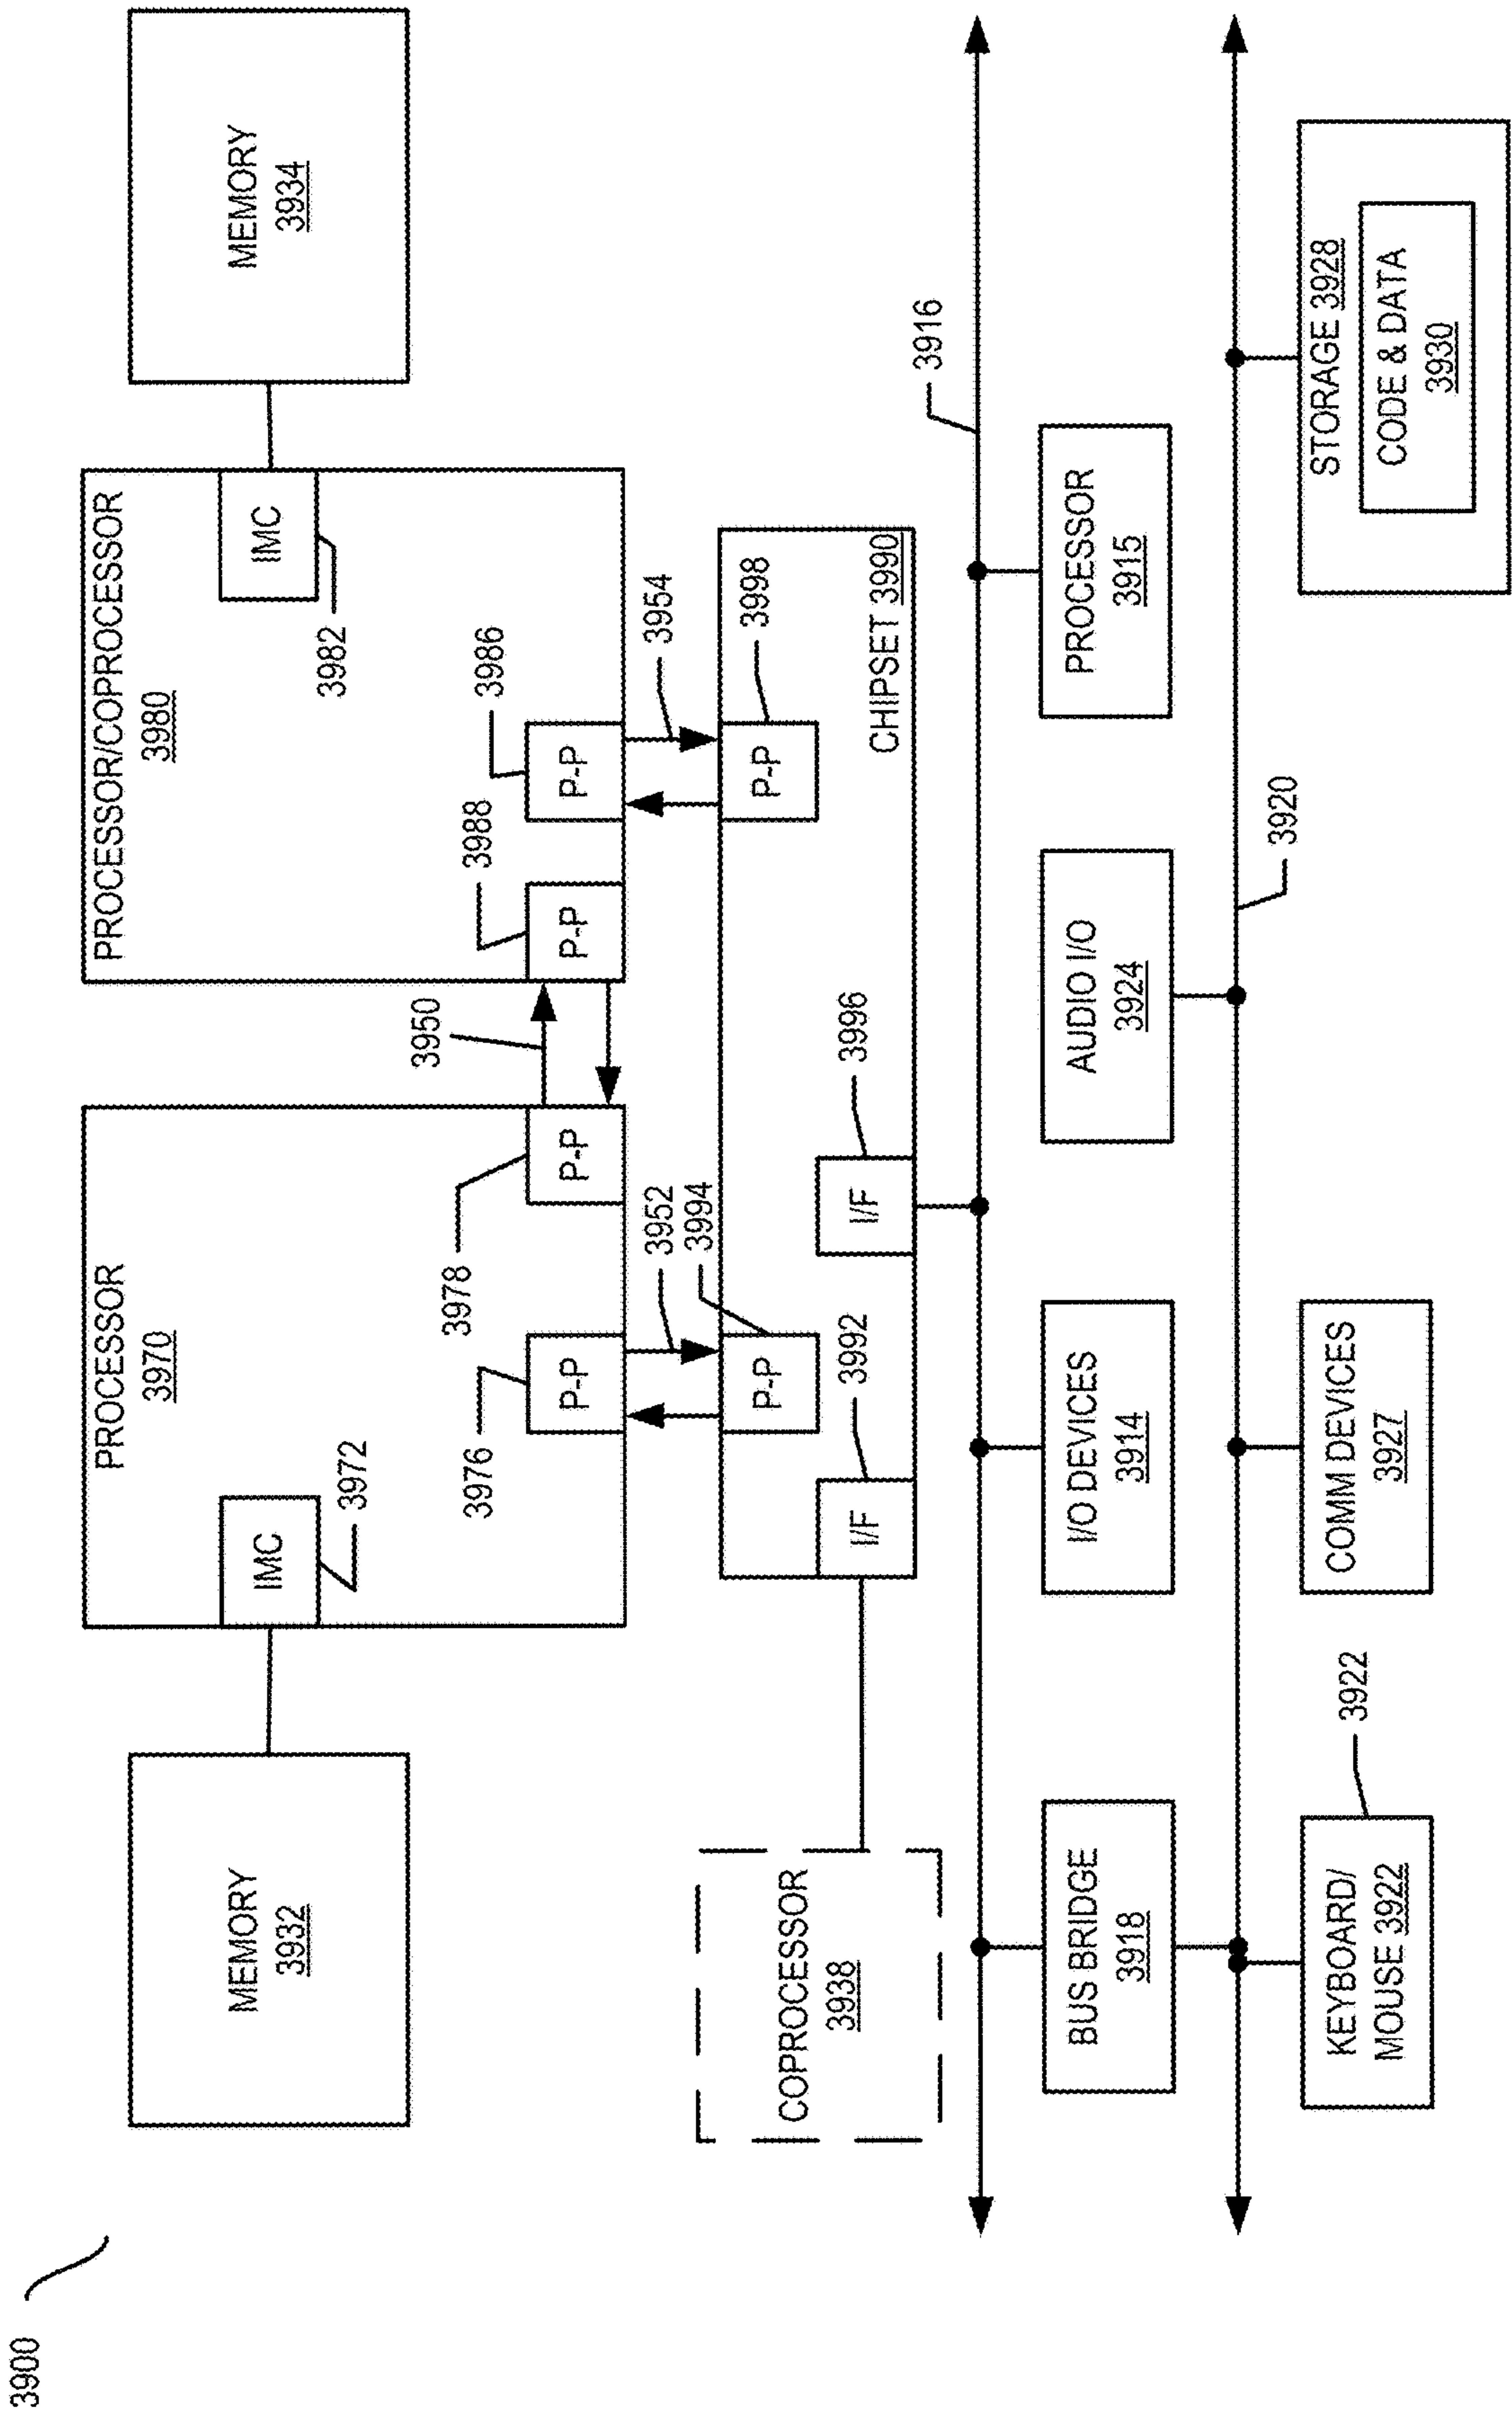 3900
PROCESSOR
3970
PROCESSOR/COPROCESSOR
3980
MEMORY
3932
IMC
3972
IMC
3982
MEMORY
3934
3976
3978
3950
3988
3986
P-P
P-P
P-P
P-P
3952
3994
3954
3998
P-P
P-P
COPROCESSOR
3938
3992
3996
I/F
I/F
CHIPSET 3990
3916
BUS BRIDGE
3918
I/O DEVICES
3914
AUDIO I/O
3924
PROCESSOR
3915
3920
3922
KEYBOARD/
MOUSE 3922
COMM DEVICES
3927
STORAGE 3928
CODE & DATA
3930